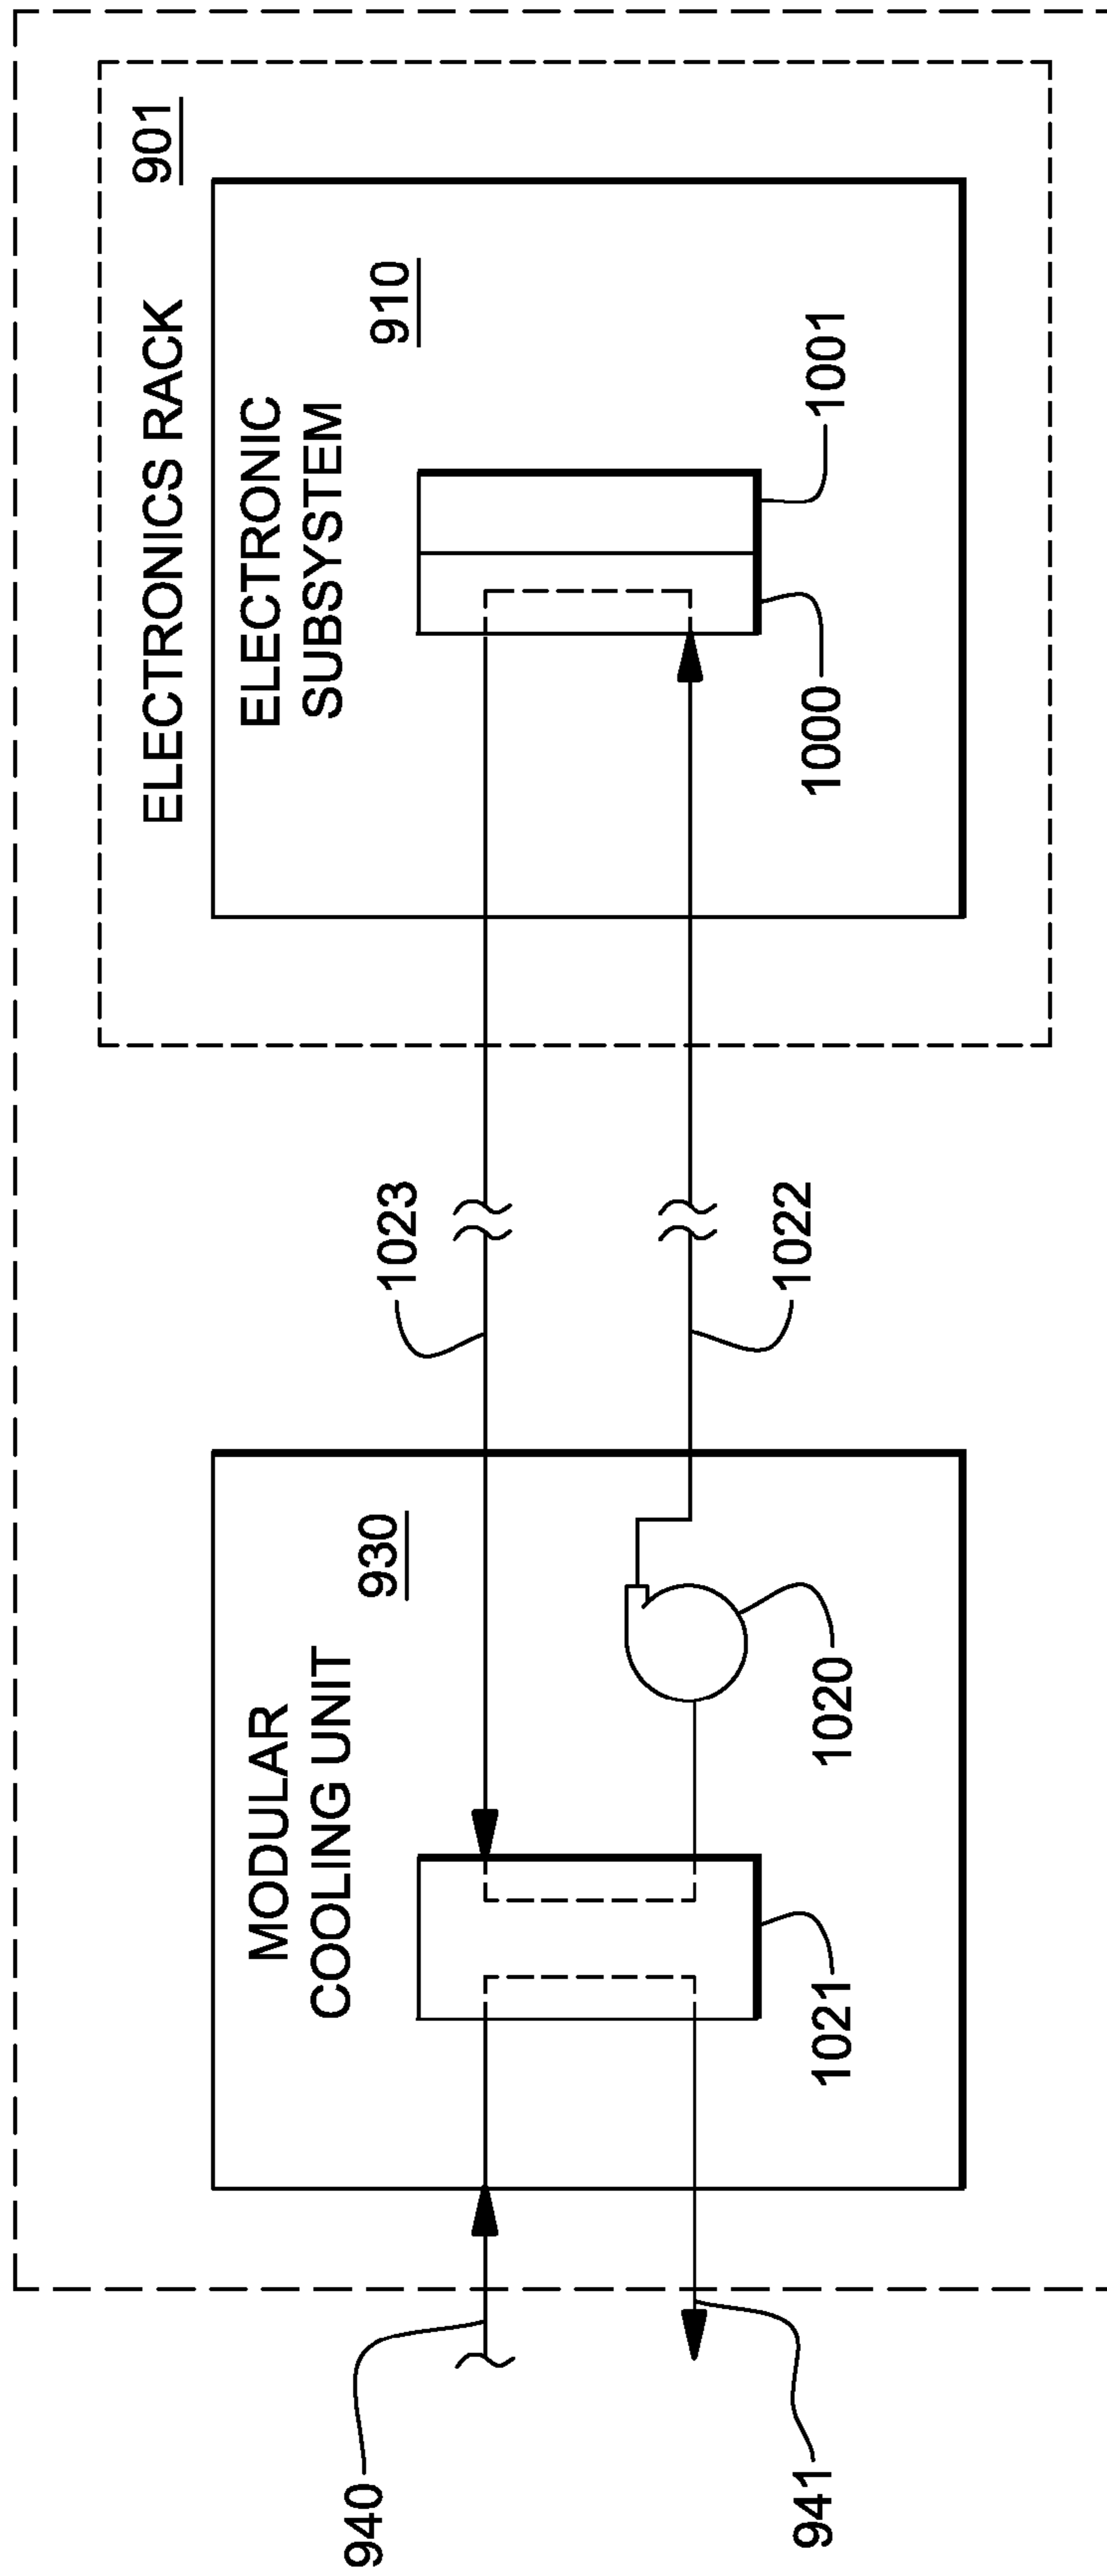 ELECTRONICS RACK
901
ELECTRONIC
SUBSYSTEM
910
1001
1000
1023
1022
MODULAR
COOLING UNIT
930
1020
1021
940
941